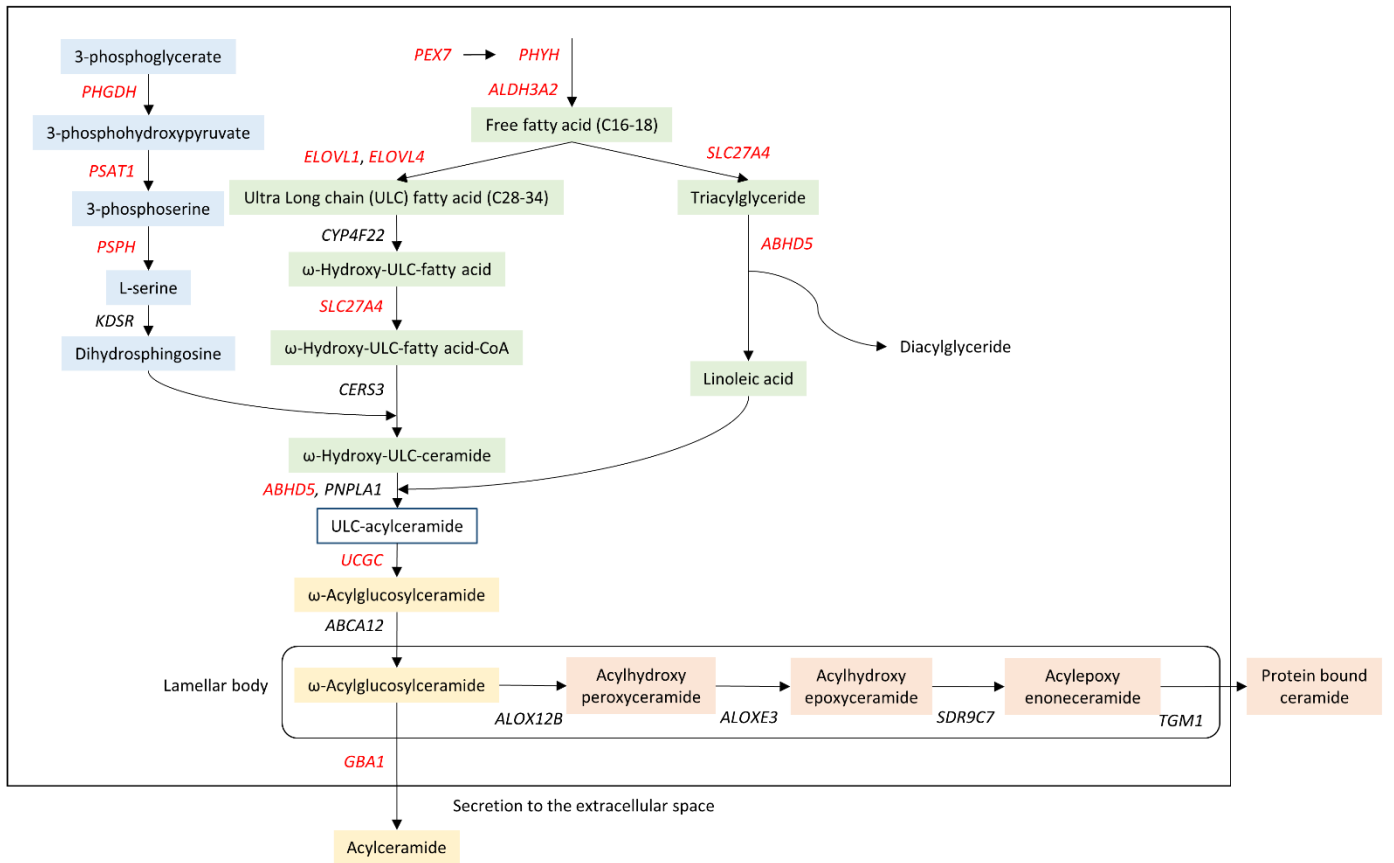 3-phosphoglycerate
PHGDH
3-phosphohydroxypyruvate
PSAT1
3-phosphoserine
PSPH
L-serine
KDSR
Dihydrosphingosine
PEX7
PHYH
ALDH3A2
Free fatty acid (C16-18)
ELOVL1, ELOVL4
SLC27A4
Ultra Long chain (ULC) fatty acid (C28-34)
Triacylglyceride
CYP4F22
ABHD5
ω-Hydroxy-ULC-fatty acid
SLC27A4
ω-Hydroxy-ULC-fatty acid-CoA
Diacylglyceride
Linoleic acid
CERS3
ω-Hydroxy-ULC-ceramide
ABHD5, PNPLA1
ULC-acylceramide
UCGC
ω-Acylglucosylceramide
ABCA12
Lamellar body
ω-Acylglucosylceramide
ALOX12B
Acylhydroxy
peroxyceramide
ALOXE3
Acylhydroxy
epoxyceramide
SDR9C7
Acylepoxy
enoneceramide
TGM1
Protein bound
ceramide
GBA1
Secretion to the extracellular space
Acylceramide